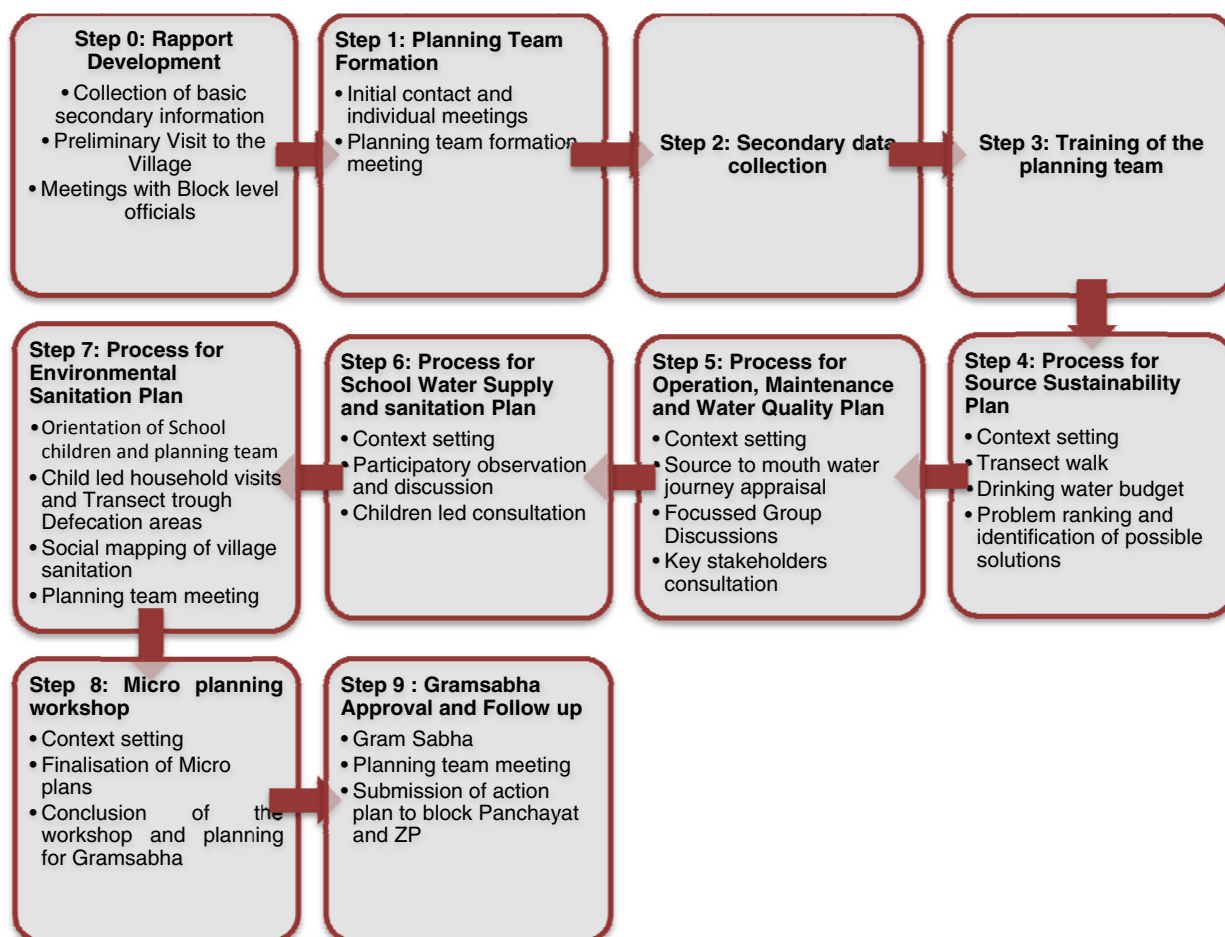 Step 0: Rapport
Development
• Collection of basic
secondary information
• Preliminary Visit to the
Village
• Meetings with Block level
officials
Step 1: Planning Team
Formation
• Initial contact and
individual meetings
• Planning team formation
meeting
Step 2: Secondary data
collection
Step 3: Training of the
planning team
Step 4: Process for
Source Sustainability
Plan
• Context setting
• Transect walk
• Drinking water budget
• Problem ranking and
identification of possible
solutions
Step 5: Process for
Operation, Maintenance
and Water Quality Plan
• Context setting
• Source to mouth water
journey appraisal
• Focussed Group
Discussions
• Key stakeholders
consultation
Step 6: Process for
School Water Supply
and sanitation Plan
• Context setting
• Participatory observation
and discussion
• Children led consultation
Step 7: Process for
Environmental
Sanitation Plan
• Orientation of School
children and planning team
• Child led household visits
and Transect trough
Defecation areas
• Social mapping of village
sanitation
• Planning team meeting
Step 8: Micro planning
workshop
• Context setting
• Finalisation of Micro
plans
• Conclusion of the
workshop and planning
for Gramsabha
Step 9 : Gramsabha
Approval and Follow up
• Gram Sabha
• Planning team meeting
• Submission of action
plan to block Panchayat
and ZP